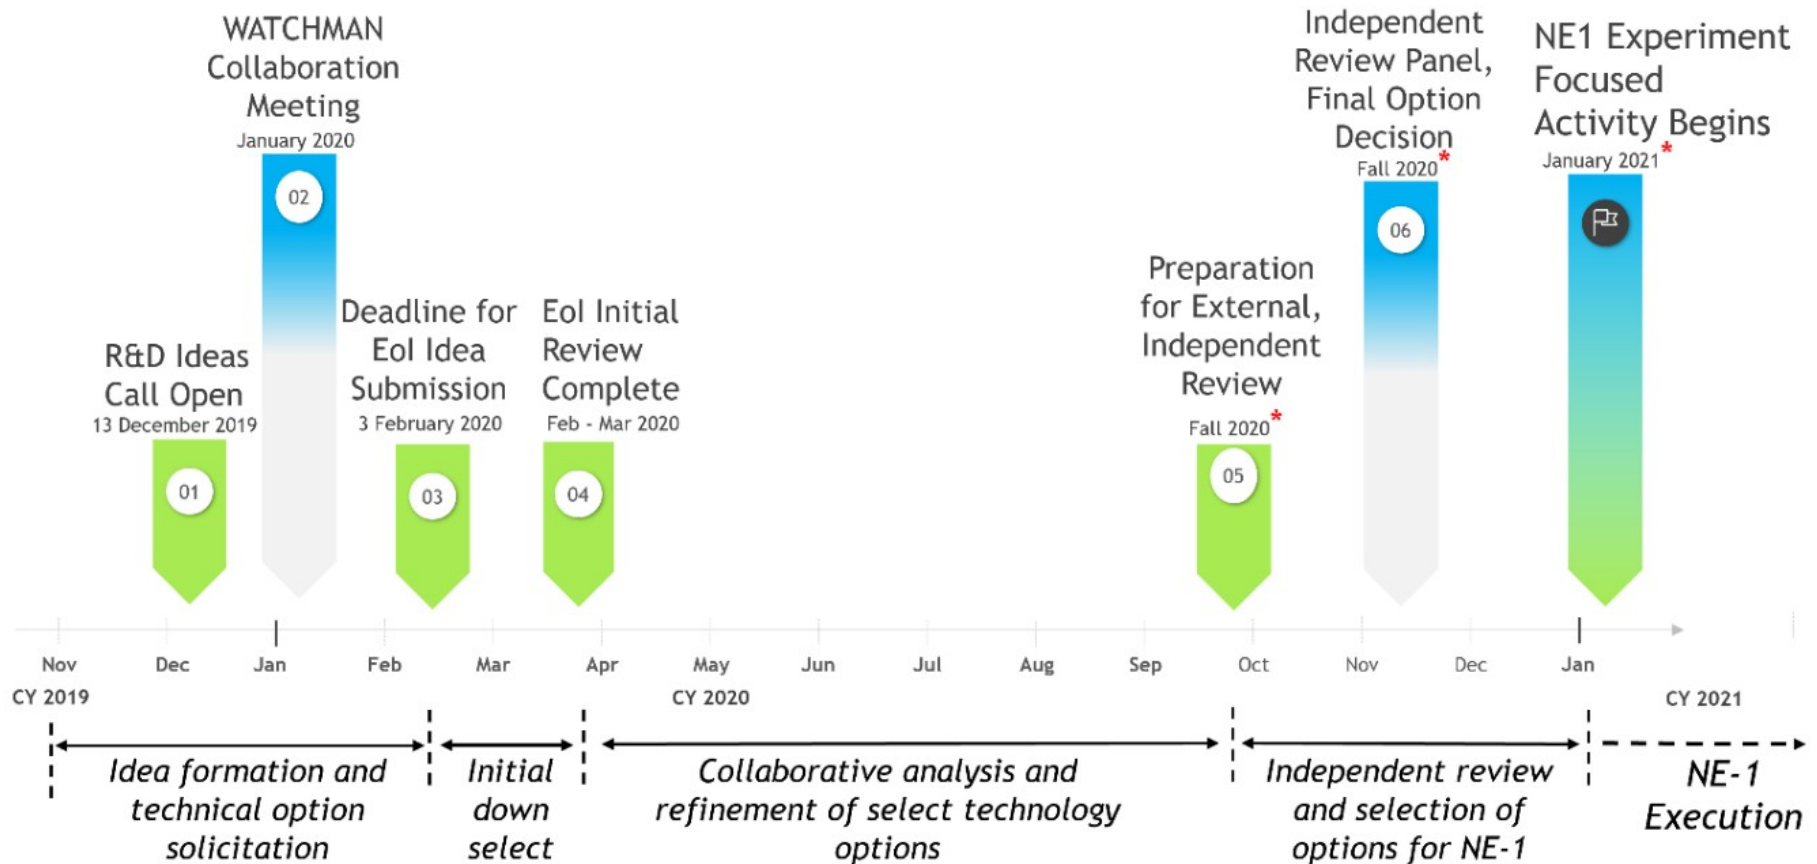 WATCHMAN
Collaboration
Meeting
January 2020
02
R&D Ideas
Call Open
13 December 2019
01
Deadline for
EoI Idea
Submission
3 February 2020
03
EoI Initial
Review
Complete
Feb - Mar 2020
04
Preparation
for External,
Independent
Review
Fall 2020*
05
Independent
Review Panel,
Final Option
Decision
Fall 2020*
06
NE1 Experiment
Focused
Activity Begins
January 2021*
Nov Dec Jan Feb Mar Apr May Jun Jul Aug Sep Oct Nov Dec Jan
CY 2019 CY 2020 CY 2021
Idea formation and
technical option
solicitation
Initial
down
select
Collaborative analysis and
refinement of select technology
options
Independent review
and selection of
options for NE-1
NE-1
Execution